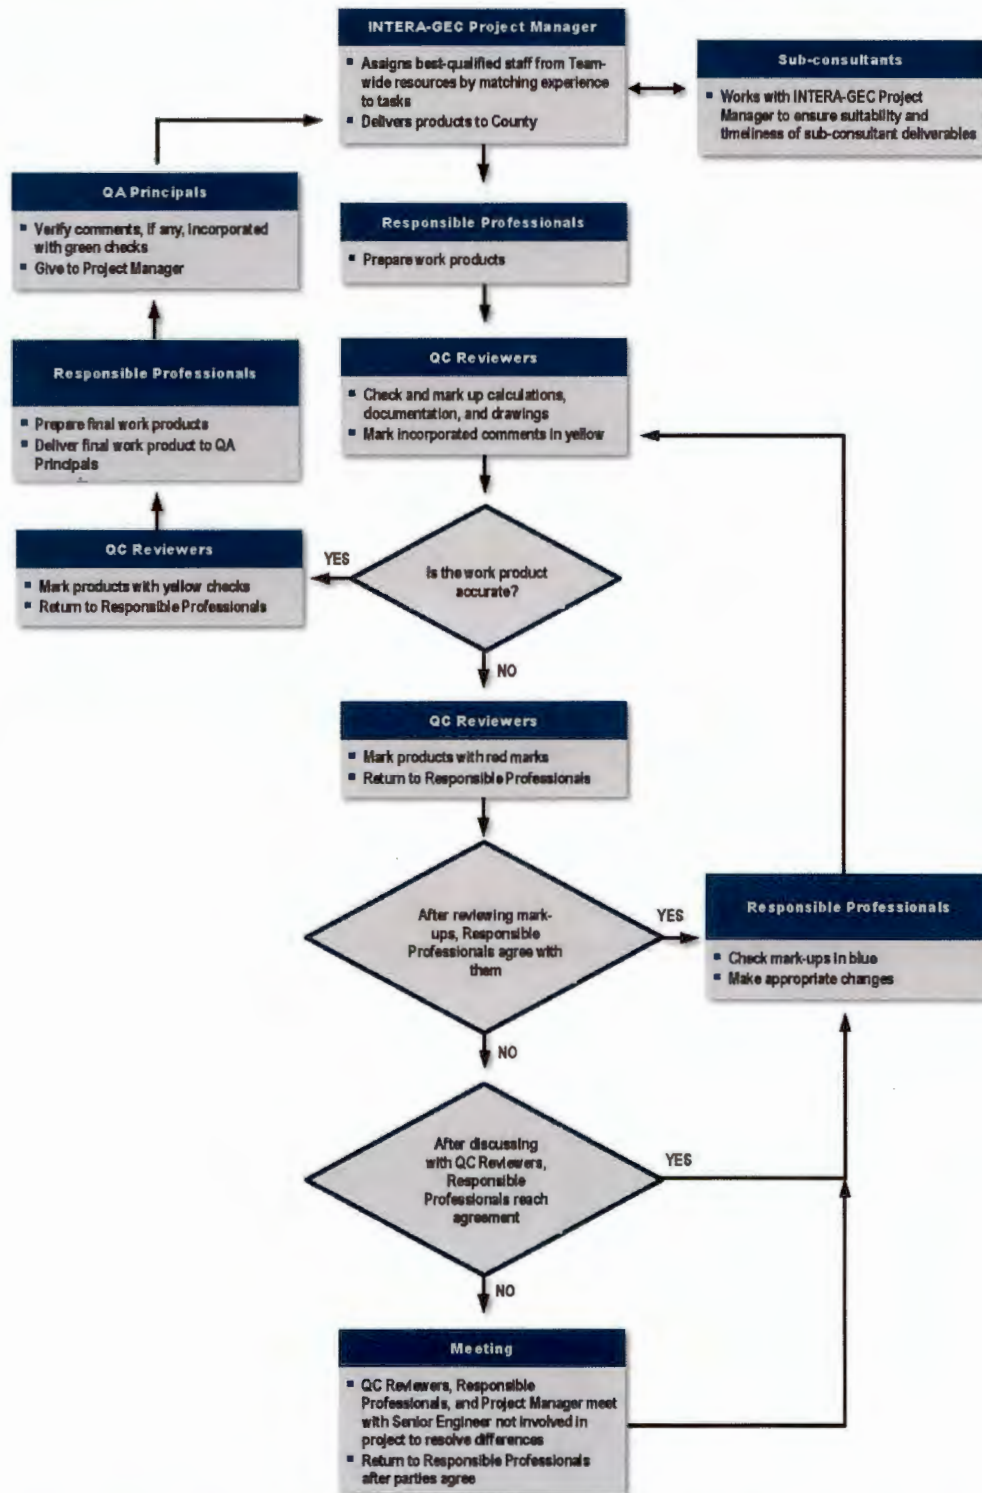 INTERA-GEC Project Manager
▪ Assigns best-qualified staff from Team-
wide resources by matching experience
to tasks
▪ Delivers products to County
Sub-consultants
▪ Works with INTERA-GEC Project
Manager to ensure suitability and
timeliness of sub-consultant deliverables
QA Principals
▪ Verify comments, if any, incorporated
with green checks
▪ Give to Project Manager
Responsible Professionals
▪ Prepare work products
Responsible Professionals
▪ Prepare final work products
▪ Deliver final work product to QA
Principals
QC Reviewers
▪ Check and mark up calculations,
documentation, and drawings
▪ Mark incorporated comments in yellow
QC Reviewers
▪ Mark products with yellow checks
▪ Return to Responsible Professionals
YES
Is the work product
accurate?
NO
QC Reviewers
▪ Mark products with red marks
▪ Return to Responsible Professionals
After reviewing mark-
ups, Responsible
Professionals agree with
them
YES
Responsible Professionals
▪ Check mark-ups in blue
▪ Make appropriate changes
NO
After discussing
with QC Reviewers,
Responsible
Professionals reach
agreement
YES
NO
Meeting
▪ QC Reviewers, Responsible
Professionals, and Project Manager meet
with Senior Engineer not involved in
project to resolve differences
▪ Return to Responsible Professionals
after parties agree